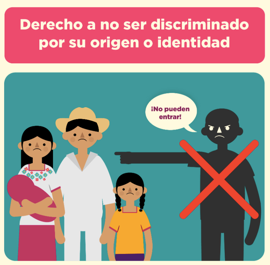 Derecho a no ser discriminado
por su origen o identidad
¡No pueden
entrar!